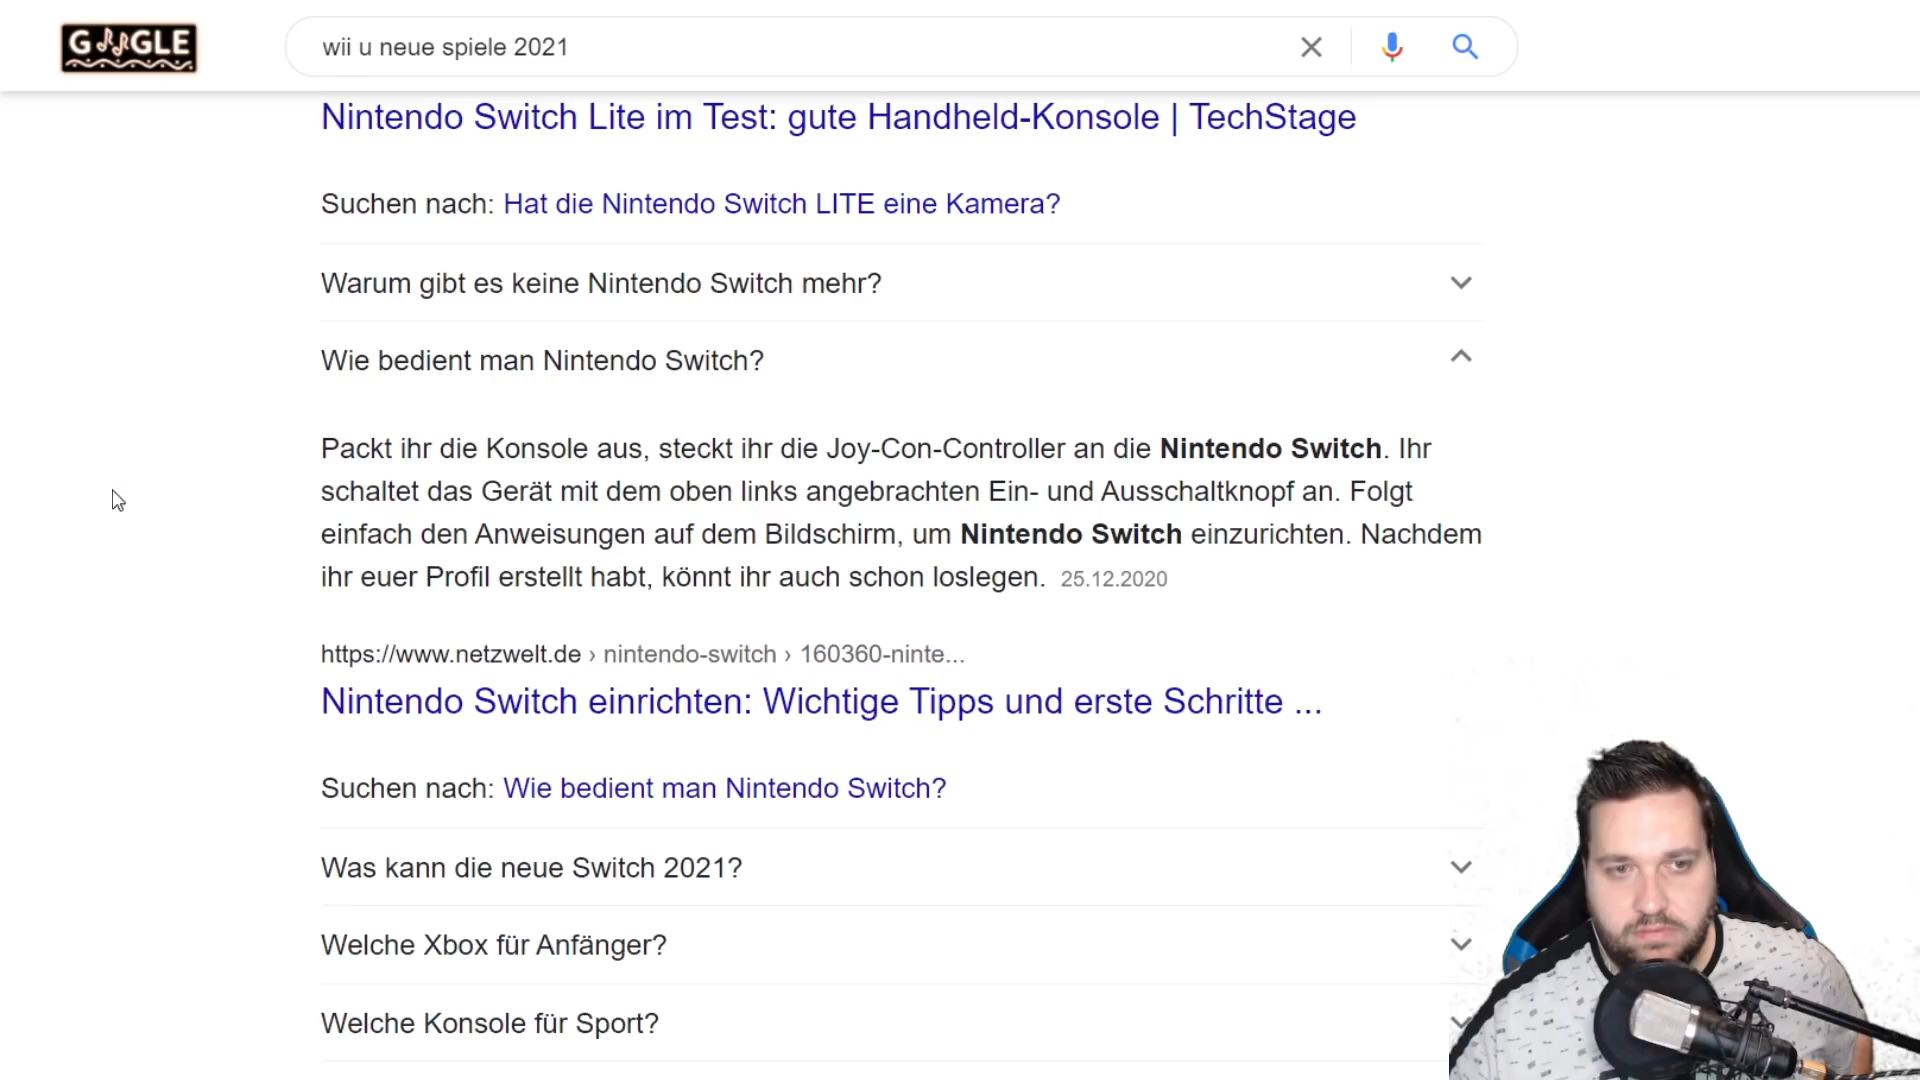 GOOGLE
wii u neue spiele 2021
Nintendo Switch Lite im Test: gute Handheld-Konsole | TechStage
Suchen nach: Hat die Nintendo Switch LITE eine Kamera?
Warum gibt es keine Nintendo Switch mehr?
Wie bedient man Nintendo Switch?
Packt ihr die Konsole aus, steckt ihr die Joy-Con-Controller an die Nintendo Switch. Ihr
schaltet das Gerät mit dem oben links angebrachten Ein- und Ausschaltknopf an. Folgt
einfach den Anweisungen auf dem Bildschirm, um Nintendo Switch einzurichten. Nachdem
ihr euer Profil erstellt habt, könnt ihr auch schon loslegen. 25.12.2020
https://www.netzwelt.de › nintendo-switch › 160360-ninte...
Nintendo Switch einrichten: Wichtige Tipps und erste Schritte ...
Suchen nach: Wie bedient man Nintendo Switch?
Was kann die neue Switch 2021?
Welche Xbox für Anfänger?
Welche Konsole für Sport?